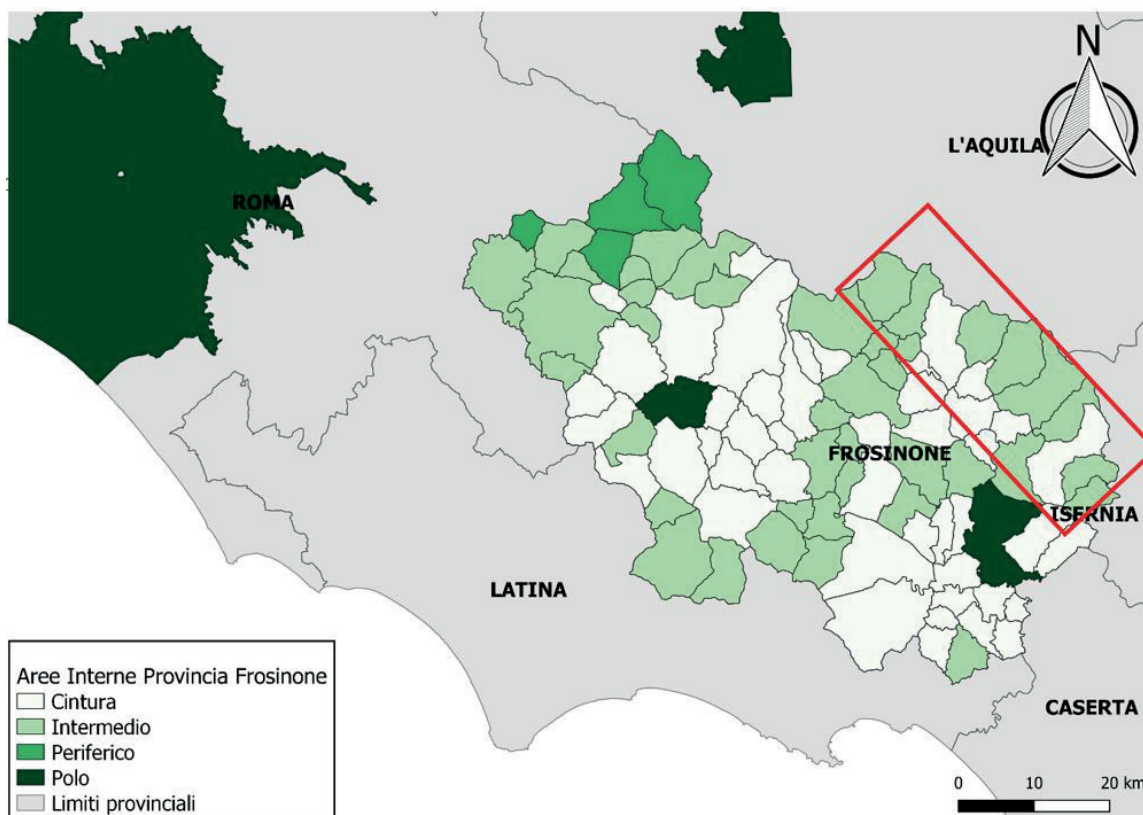 N
L'AQUILA
ROMA
FROSINONE
ISERNIA
LATINA
CASERTA
Aree Interne Provincia Frosinone
Cintura
Intermedio
Periferico
Polo
Limiti provinciali
0 10 20 km